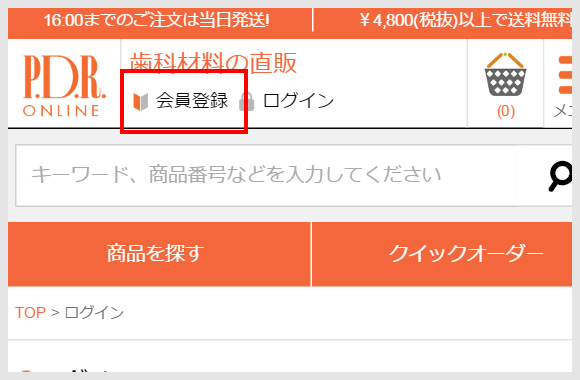 16:00までのご注文は当日発送!
￥4,800(税抜)以上で送料無料
P.D.R.
ONLINE
歯科材料の直販
会員登録
ログイン
(0)
メニ
キーワード、商品番号などを入力してください
商品を探す
クイックオーダー
TOP > ログイン